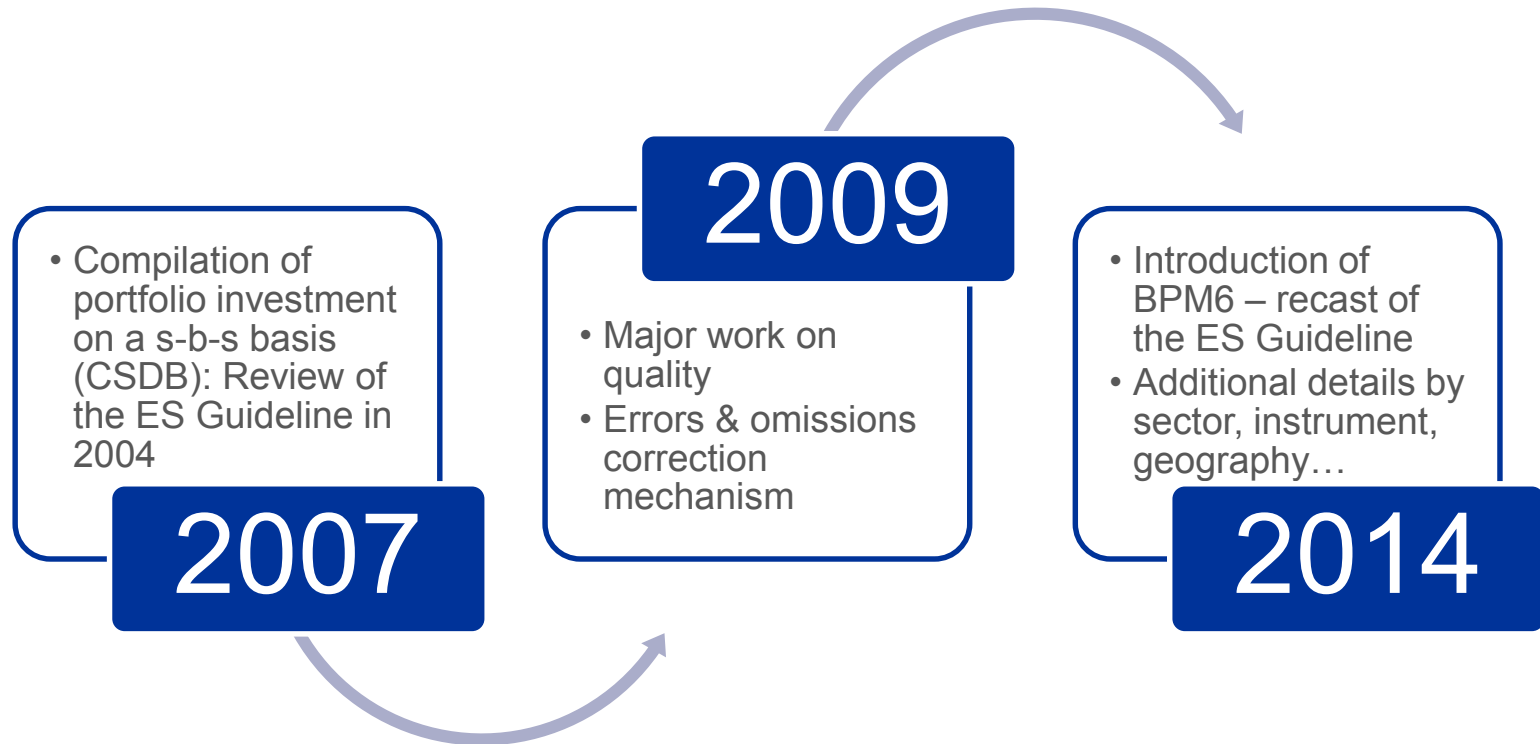 • Compilation of
portfolio investment
on a s-b-s basis
(CSDB): Review of
the ES Guideline in
2004
2007
2009
• Major work on
quality
• Errors & omissions
correction
mechanism
• Introduction of
BPM6 – recast of
the ES Guideline
• Additional details by
sector, instrument,
geography…
2014